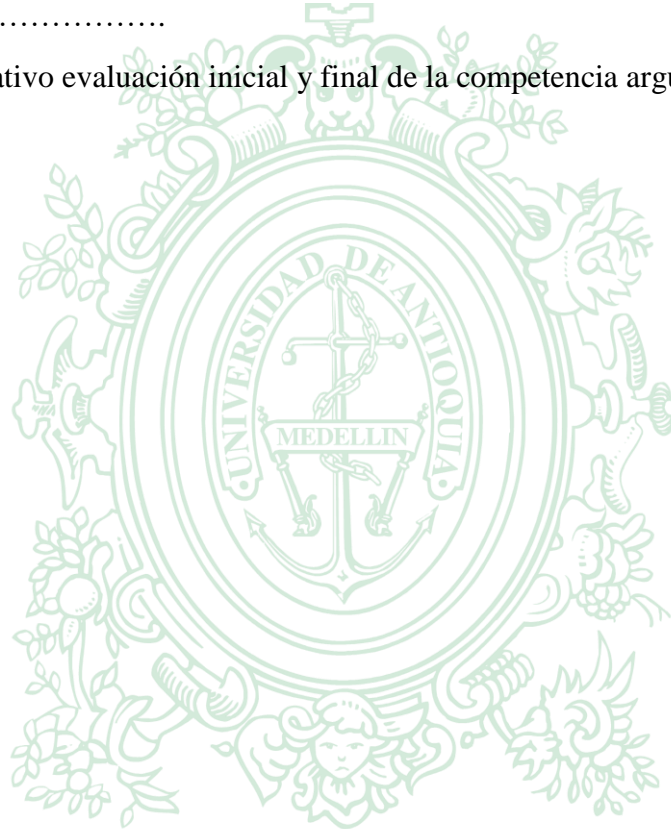 …………….
ativo evaluación inicial y final de la competencia argu
UNIVERSIDAD DE ANTIOQUIA
MEDELLIN